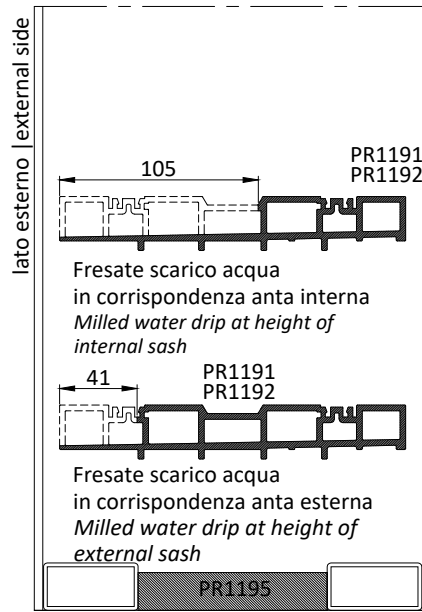 lato esterno | external side
105
PR1191
PR1192
Fresate scarico acqua
in corrispondenza anta interna
Milled water drip at height of
internal sash
41
PR1191
PR1192
Fresate scarico acqua
in corrispondenza anta esterna
Milled water drip at height of
external sash
PR1195